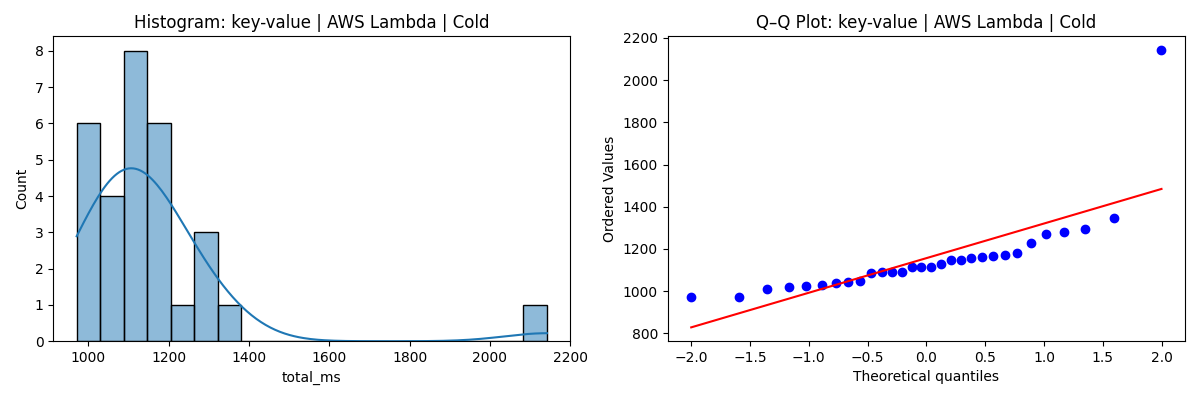 Histogram: key-value | AWS Lambda | Cold
Count
8
7
6
5
4
3
2
1
0
1000 1200 1400 1600 1800 2000 2200
total_ms
Q–Q Plot: key-value | AWS Lambda | Cold
Ordered Values
2200
2000
1800
1600
1400
1200
1000
800
−2.0 −1.5 −1.0 −0.5 0.0 0.5 1.0 1.5 2.0
Theoretical quantiles